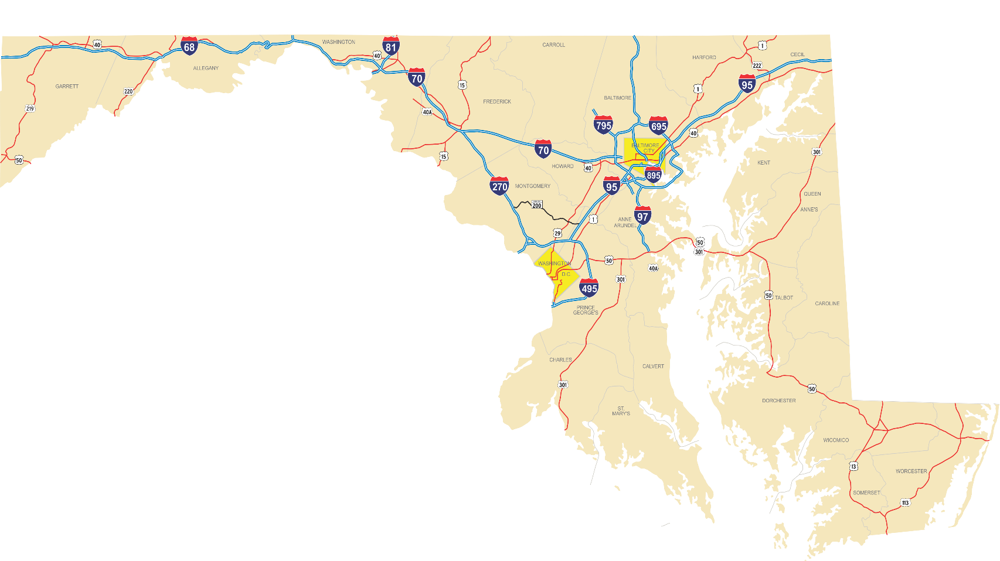 WASHINGTON
CARROLL
68
81
40
40
1
HARFORD
CECIL
222
ALLEGANY
70
95
GARRETT
220
15
1
BALTIMORE
219
FREDERICK
40A
795
695
40
BALTIMORE
CITY
70
301
50
15
HOWARD
40
KENT
895
270
MONTGOMERY
95
QUEEN
ANNE'S
200
97
1
ANNE
ARUNDEL
29
50
301
WASHINGTON
50
40A
D.C.
301
495
50
TALBOT
CAROLINE
PRINCE
GEORGE'S
CHARLES
CALVERT
301
50
DORCHESTER
ST.
MARY'S
WICOMICO
13
WORCESTER
SOMERSET
113